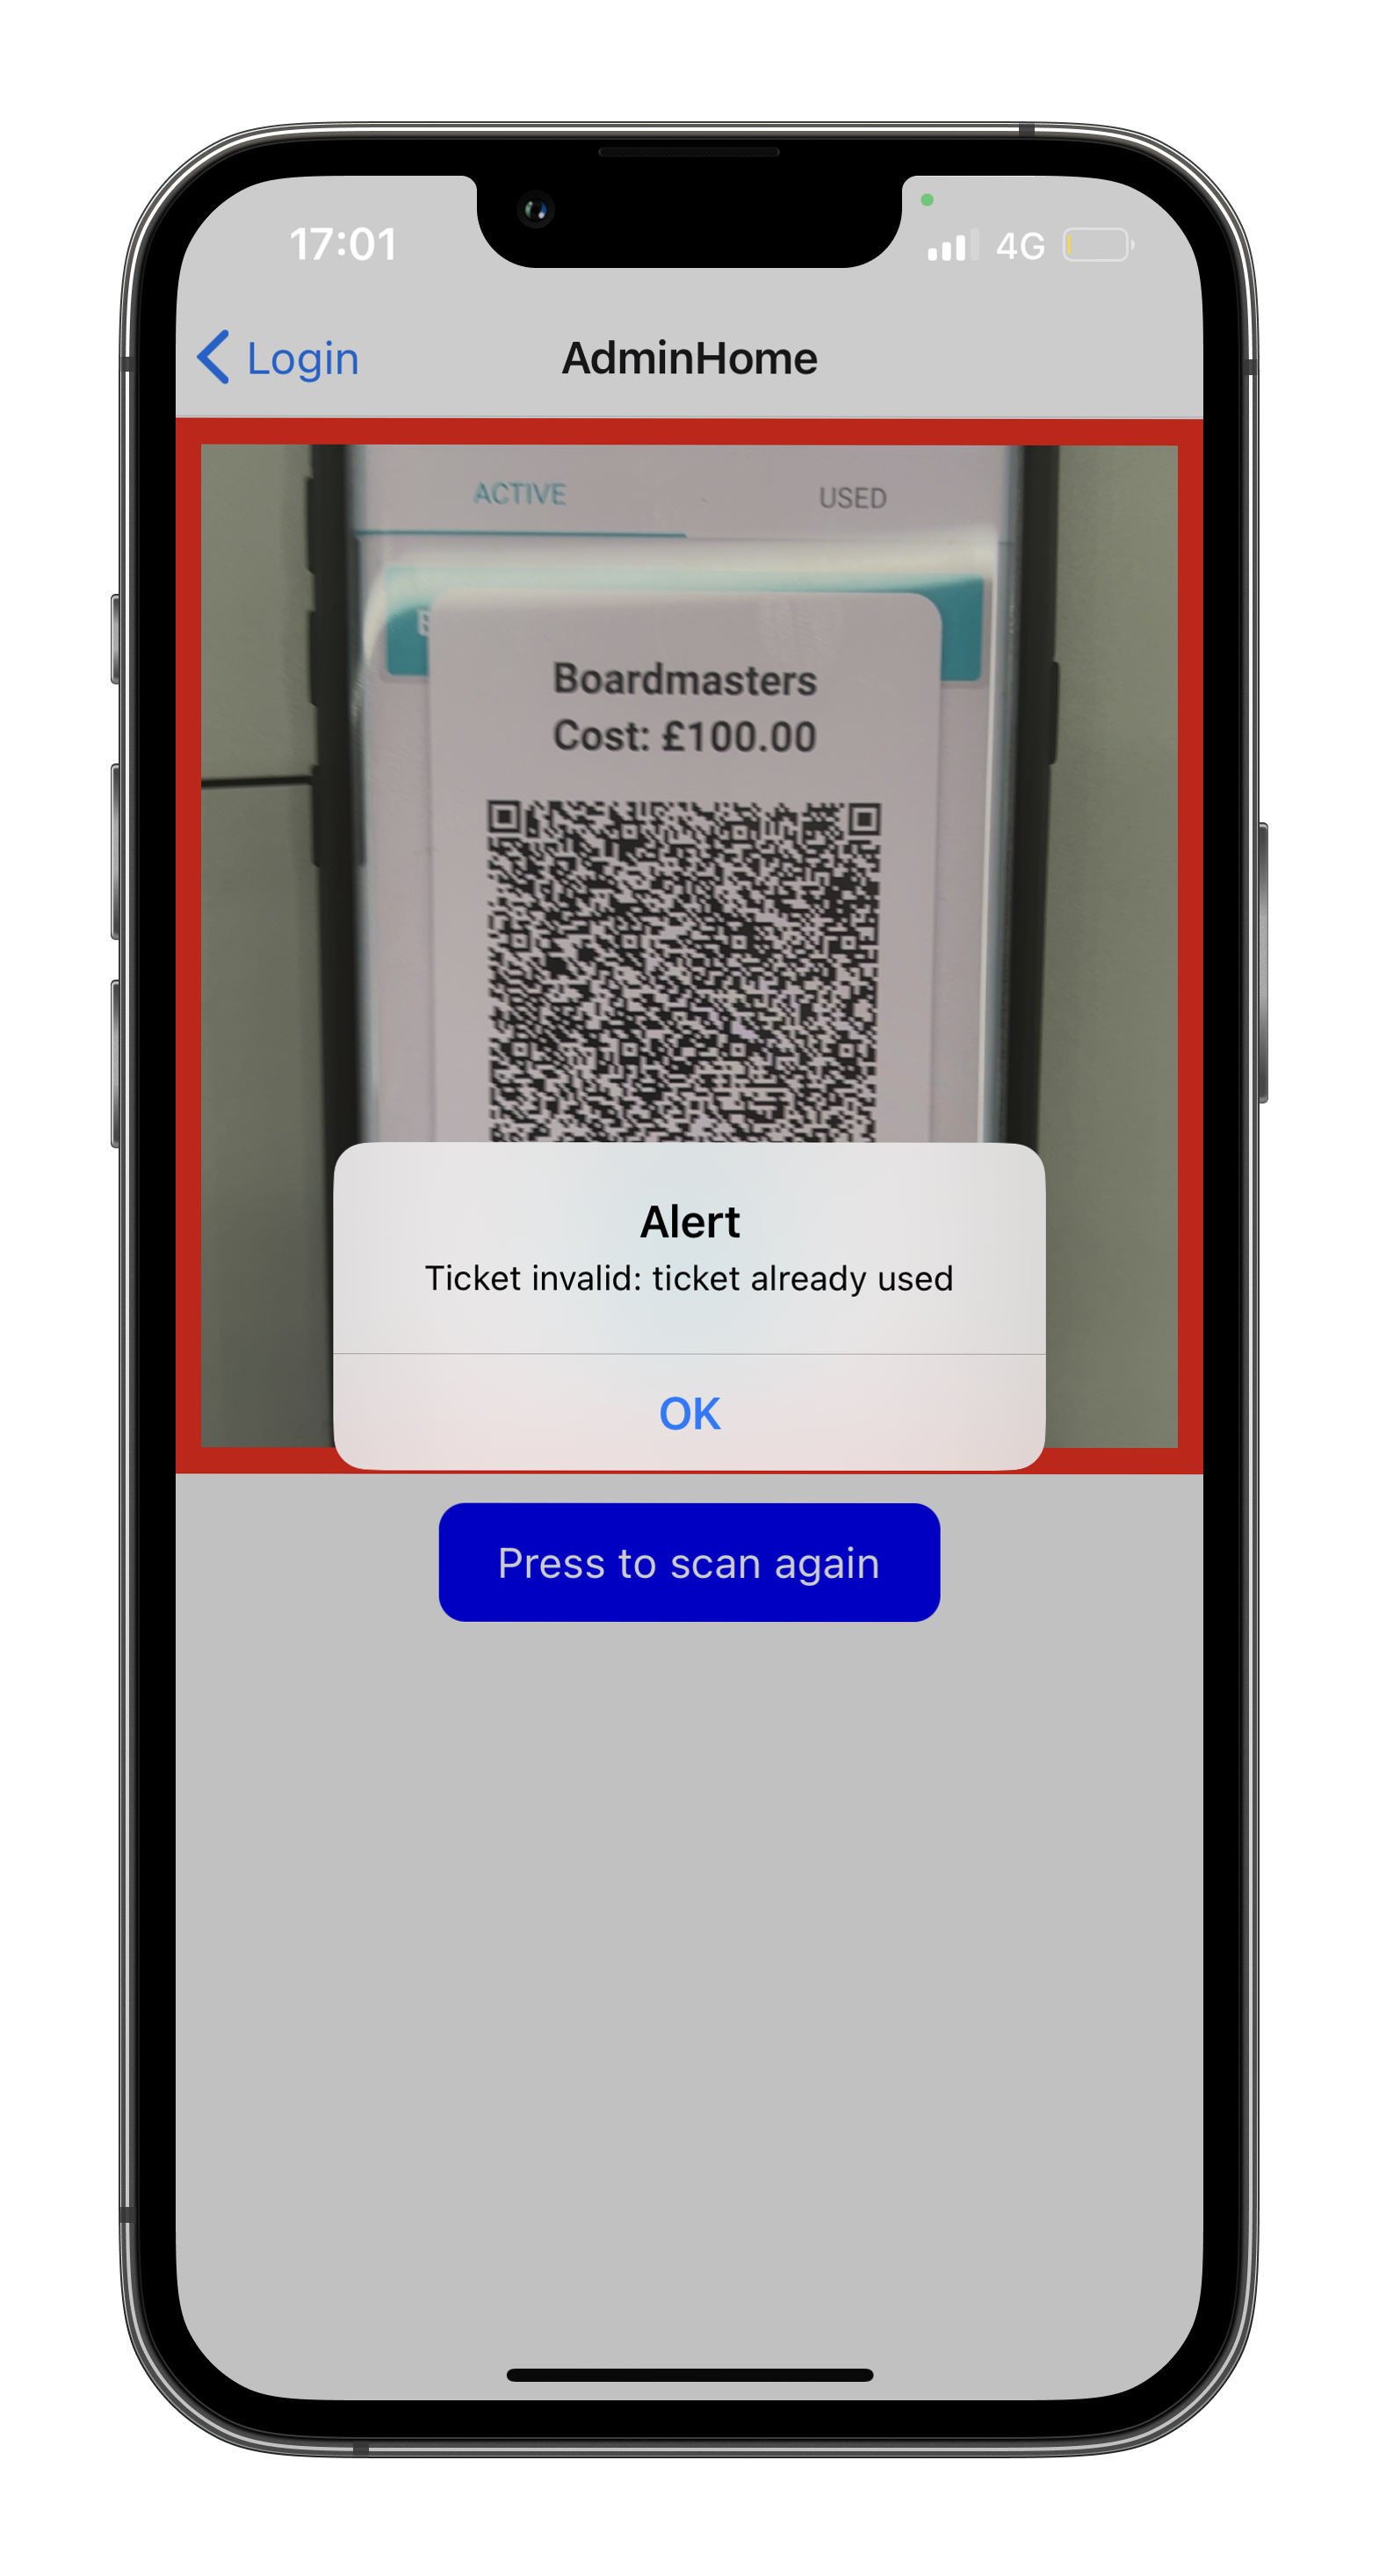 17:01
4G
Login
AdminHome
ACTIVE
USED
Boardmasters
Cost: £100.00
Alert
Ticket invalid: ticket already used
OK
Press to scan again